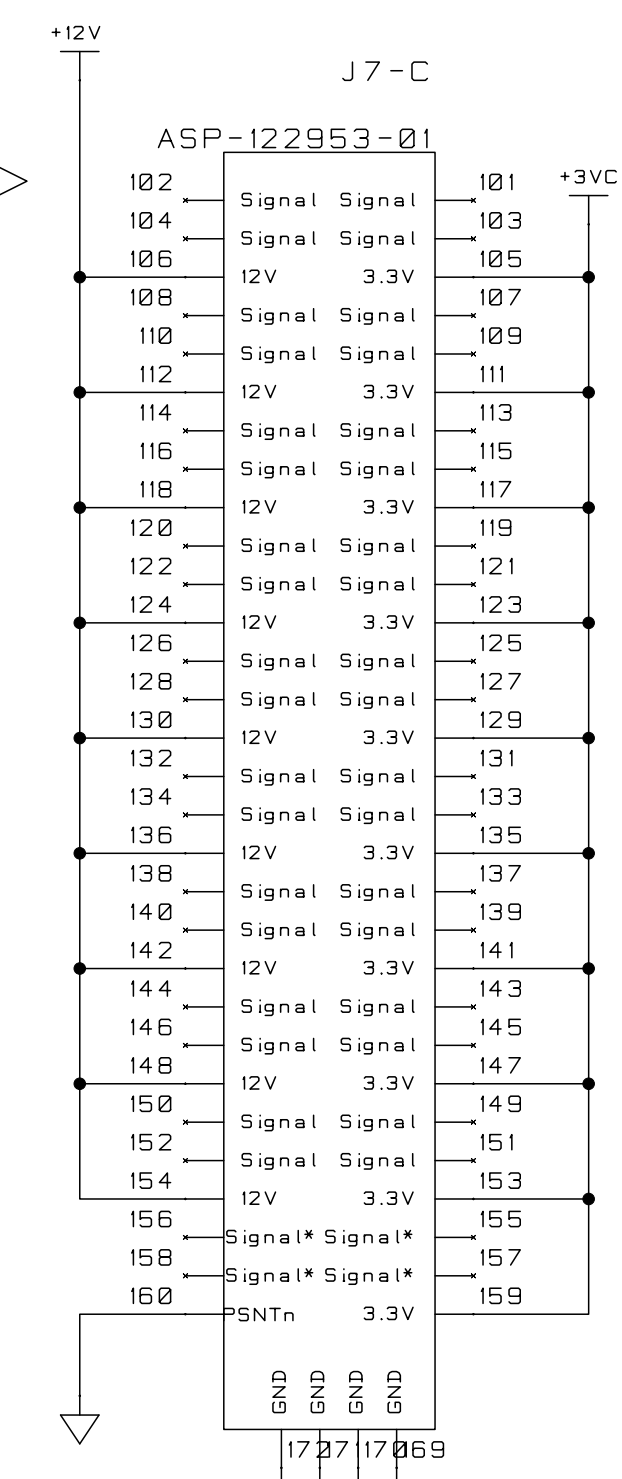 +12V
J7-C
ASP-122953-01
+3VC
102 Signal Signal 101
104 Signal Signal 103
106 12V 3.3V 105
108 Signal Signal 107
110 Signal Signal 109
112 12V 3.3V 111
114 Signal Signal 113
116 Signal Signal 115
118 12V 3.3V 117
120 Signal Signal 119
122 Signal Signal 121
124 12V 3.3V 123
126 Signal Signal 125
128 Signal Signal 127
130 12V 3.3V 129
132 Signal Signal 131
134 Signal Signal 133
136 12V 3.3V 135
138 Signal Signal 137
140 Signal Signal 139
142 12V 3.3V 141
144 Signal Signal 143
146 Signal Signal 145
148 12V 3.3V 147
150 Signal Signal 149
152 Signal Signal 151
154 12V 3.3V 153
156 Signal* Signal* 155
158 Signal* Signal* 157
160 PSNTn 3.3V 159
GND GND GND GND
172 171 170 169